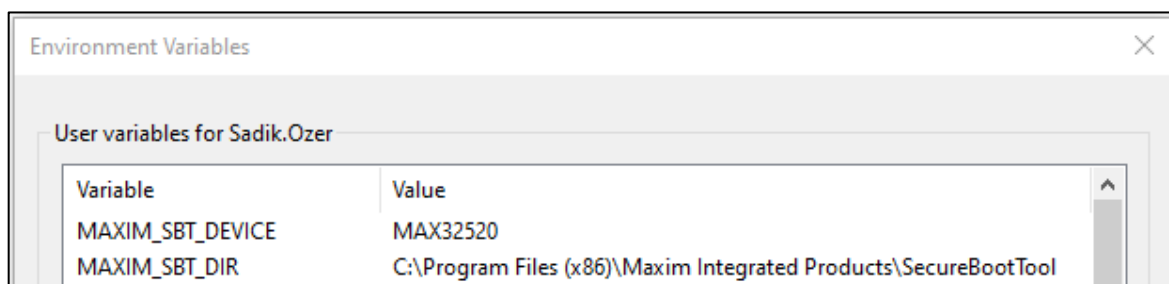 Environment Variables
User variables for Sadik.Ozer
Variable Value
MAXIM_SBT_DEVICE MAX32520
MAXIM_SBT_DIR C:\Program Files (x86)\Maxim Integrated Products\SecureBootTool